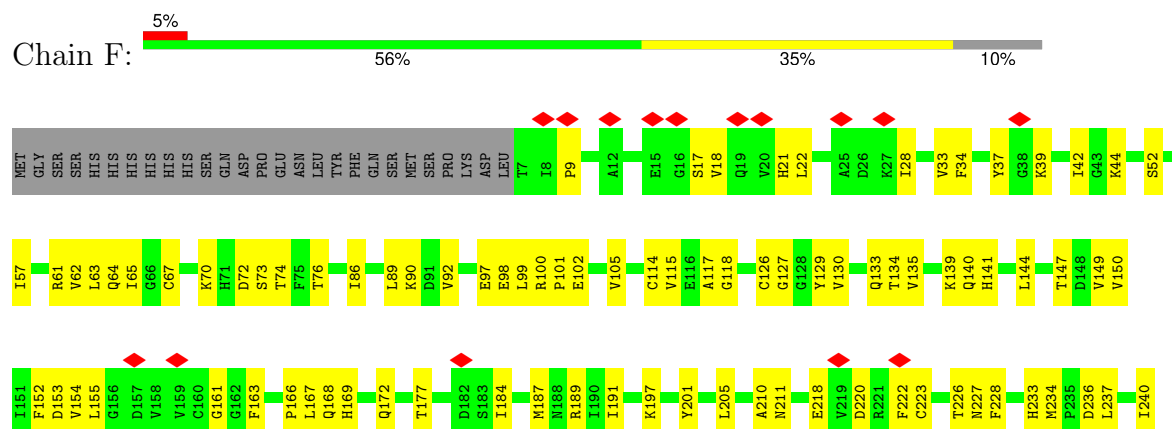 5%
Chain F:
56% 35% 10%
MET GLY SER SER HIS HIS HIS HIS HIS HIS SER GLN ASP PRO GLU ASN LEU TYR PHE GLN SER MET SER PRO LYS ASP LEU T7 I8 P9 A12 E15 G16 S17 V18 Q19 V20 H21 L22 A25 D26 K27 I28 V33 F34 Y37 G38 K39 I42 G43 K44 S52
I57 R61 V62 L63 Q64 I65 G66 C67 K70 H71 D72 S73 T74 F75 T76 I86 L89 K90 D91 V92 E97 E98 L99 R100 P101 E102 V105 C114 V115 E116 A117 G118 C126 G127 G128 Y129 V130 Q133 T134 V135 K139 Q140 H141 L144 T147 D148 V149 V150
I151 F152 D153 V154 L155 G156 D157 V158 V159 C160 G161 G162 F163 P166 L167 Q168 H169 Q172 T177 D182 S183 I184 M187 N188 R189 I190 I191 K197 Y201 L205 A210 N211 E218 V219 D220 R221 F222 C223 T226 N227 F228 H233 M234 P235 D236 L237 I240